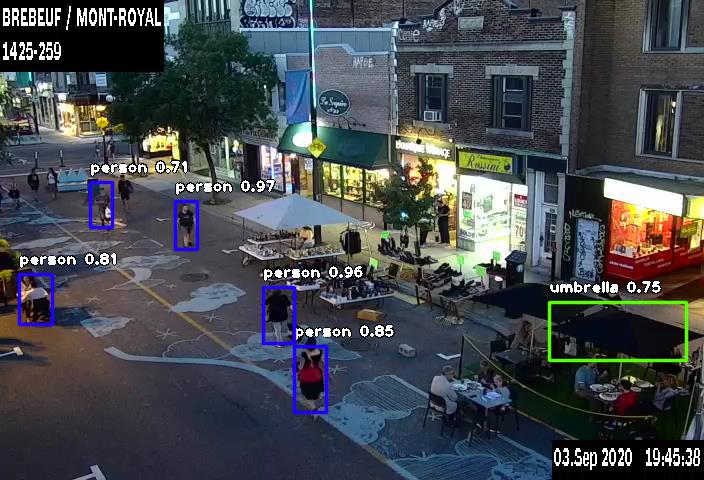 BREBEUF / MONT-ROYAL
1425-259
person 0.71
person 0.97
person 0.81
person 0.96
person 0.85
umbrella 0.75
Rossini
70
03.Sep 2020 19:45:38